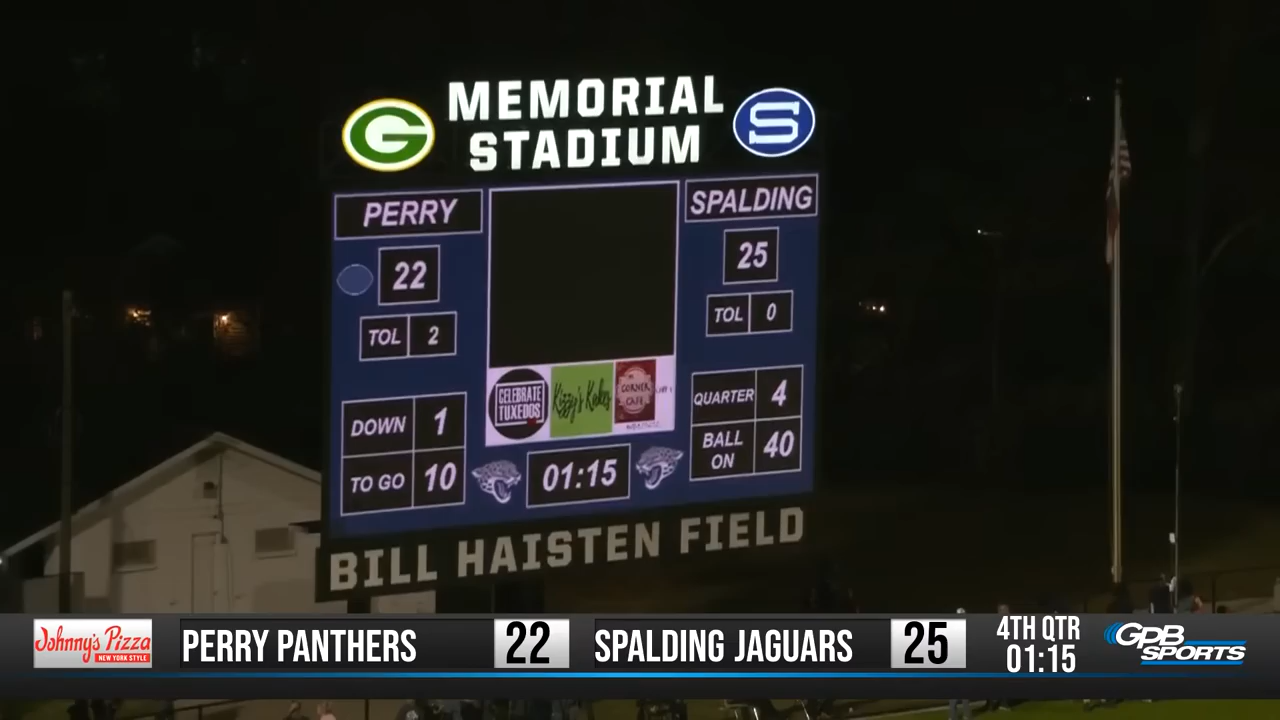 G
MEMORIAL
STADIUM
S
PERRY
22
TOL 2
SPALDING
25
TOL 0
CELEBRATE
TUXEDOS
CORNER
CAFE
DOWN 1
TO GO 10
QUARTER 4
BALL
ON 40
01:15
BILL HAISTEN FIELD
Johnny's Pizza
NEW YORK STYLE
PERRY PANTHERS 22 SPALDING JAGUARS 25
4TH QTR
01:15
GPB
SPORTS